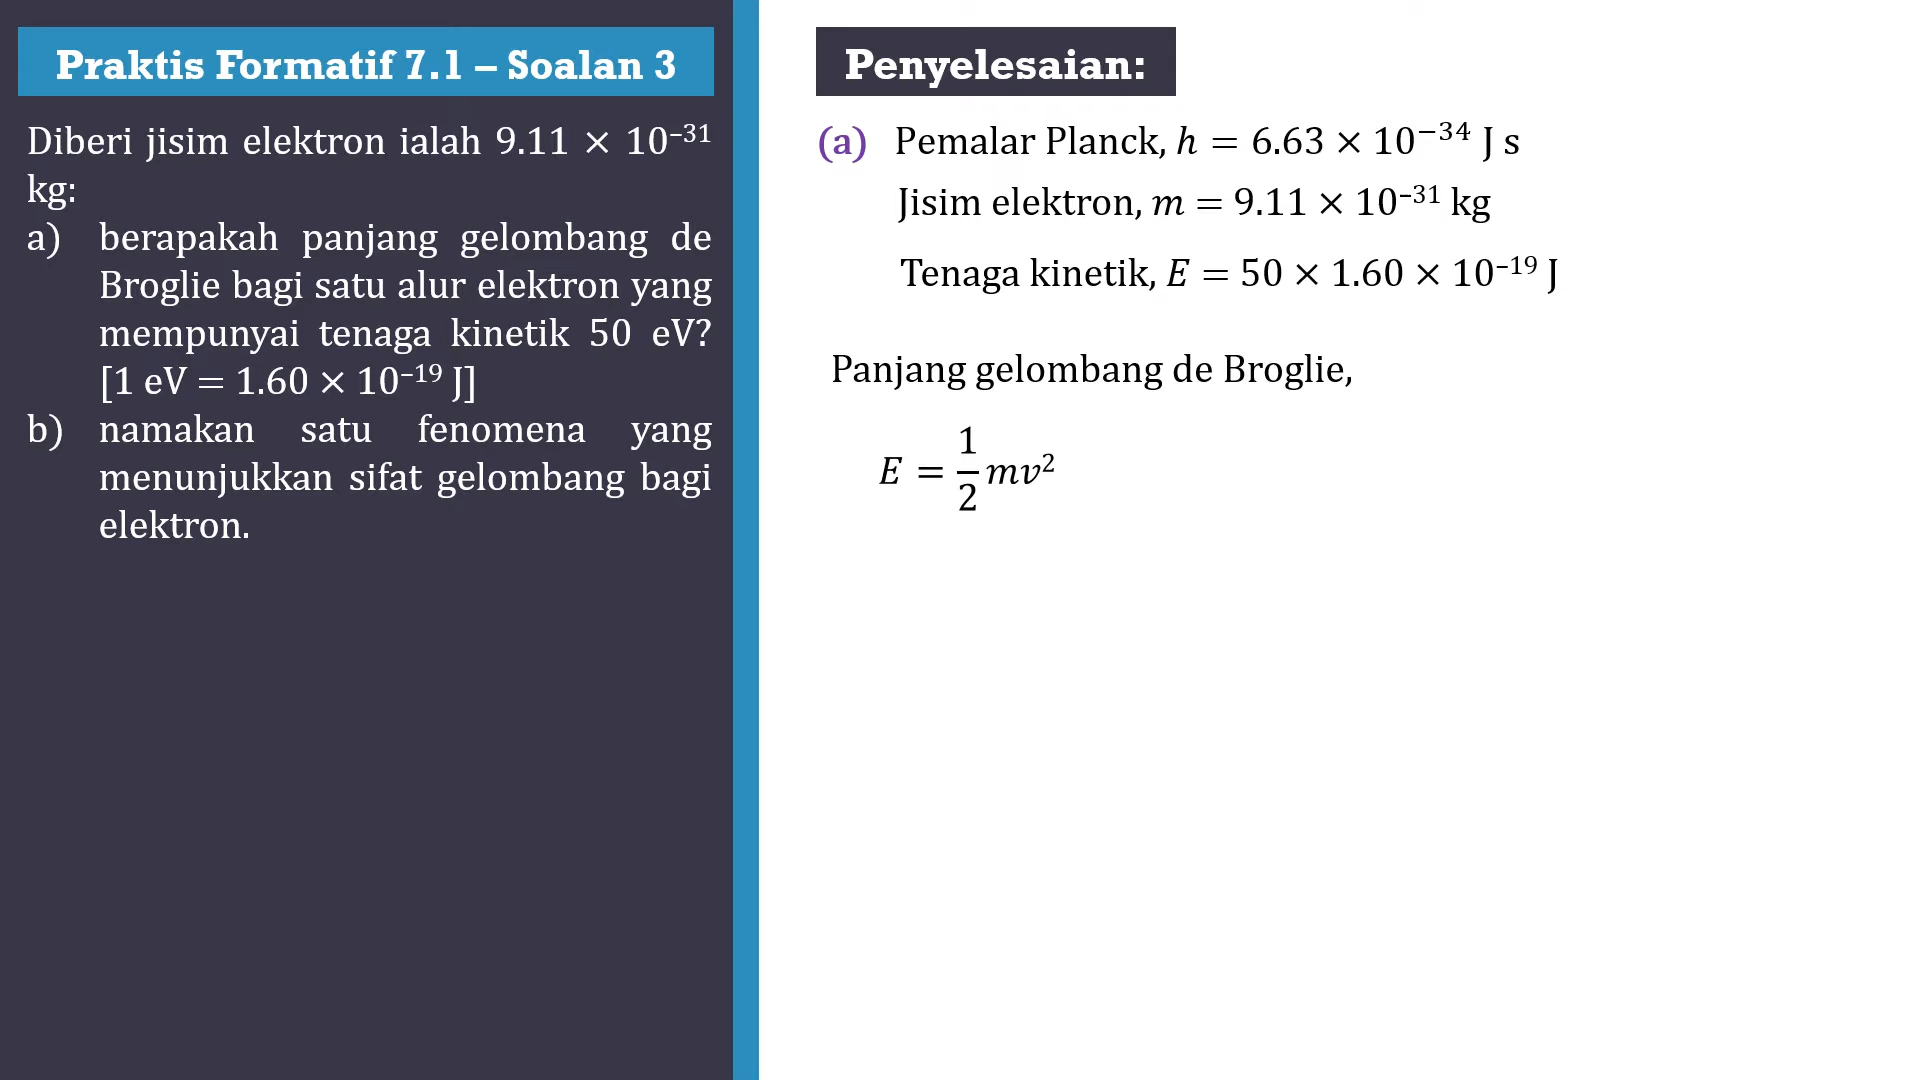 Praktis Formatif 7.1 – Soalan 3
Diberi jisim elektron ialah 9.11 × 10⁻³¹
kg:
a) berapakah panjang gelombang de
Broglie bagi satu alur elektron yang
mempunyai tenaga kinetik 50 eV?
[1 eV = 1.60 × 10⁻¹⁹ J]
b) namakan satu fenomena yang
menunjukkan sifat gelombang bagi
elektron.
Penyelesaian:
(a) Pemalar Planck, h = 6.63 × 10⁻³⁴ J s
Jisim elektron, m = 9.11 × 10⁻³¹ kg
Tenaga kinetik, E = 50 × 1.60 × 10⁻¹⁹ J
Panjang gelombang de Broglie,
E = 1/2 mv²